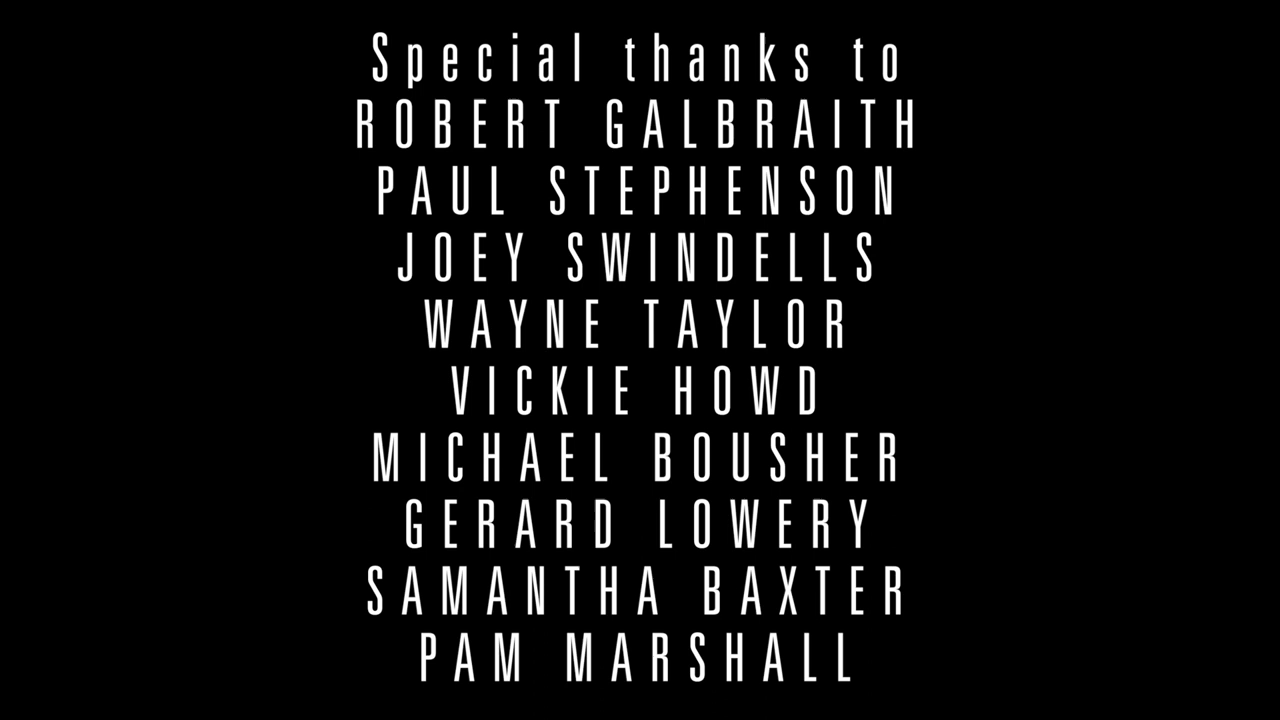 Special thanks to
ROBERT GALBRAITH
PAUL STEPHENSON
JOEY SWINDELLS
WAYNE TAYLOR
VICKIE HOWD
MICHAEL BOUSHER
GERARD LOWERY
SAMANTHA BAXTER
PAM MARSHALL